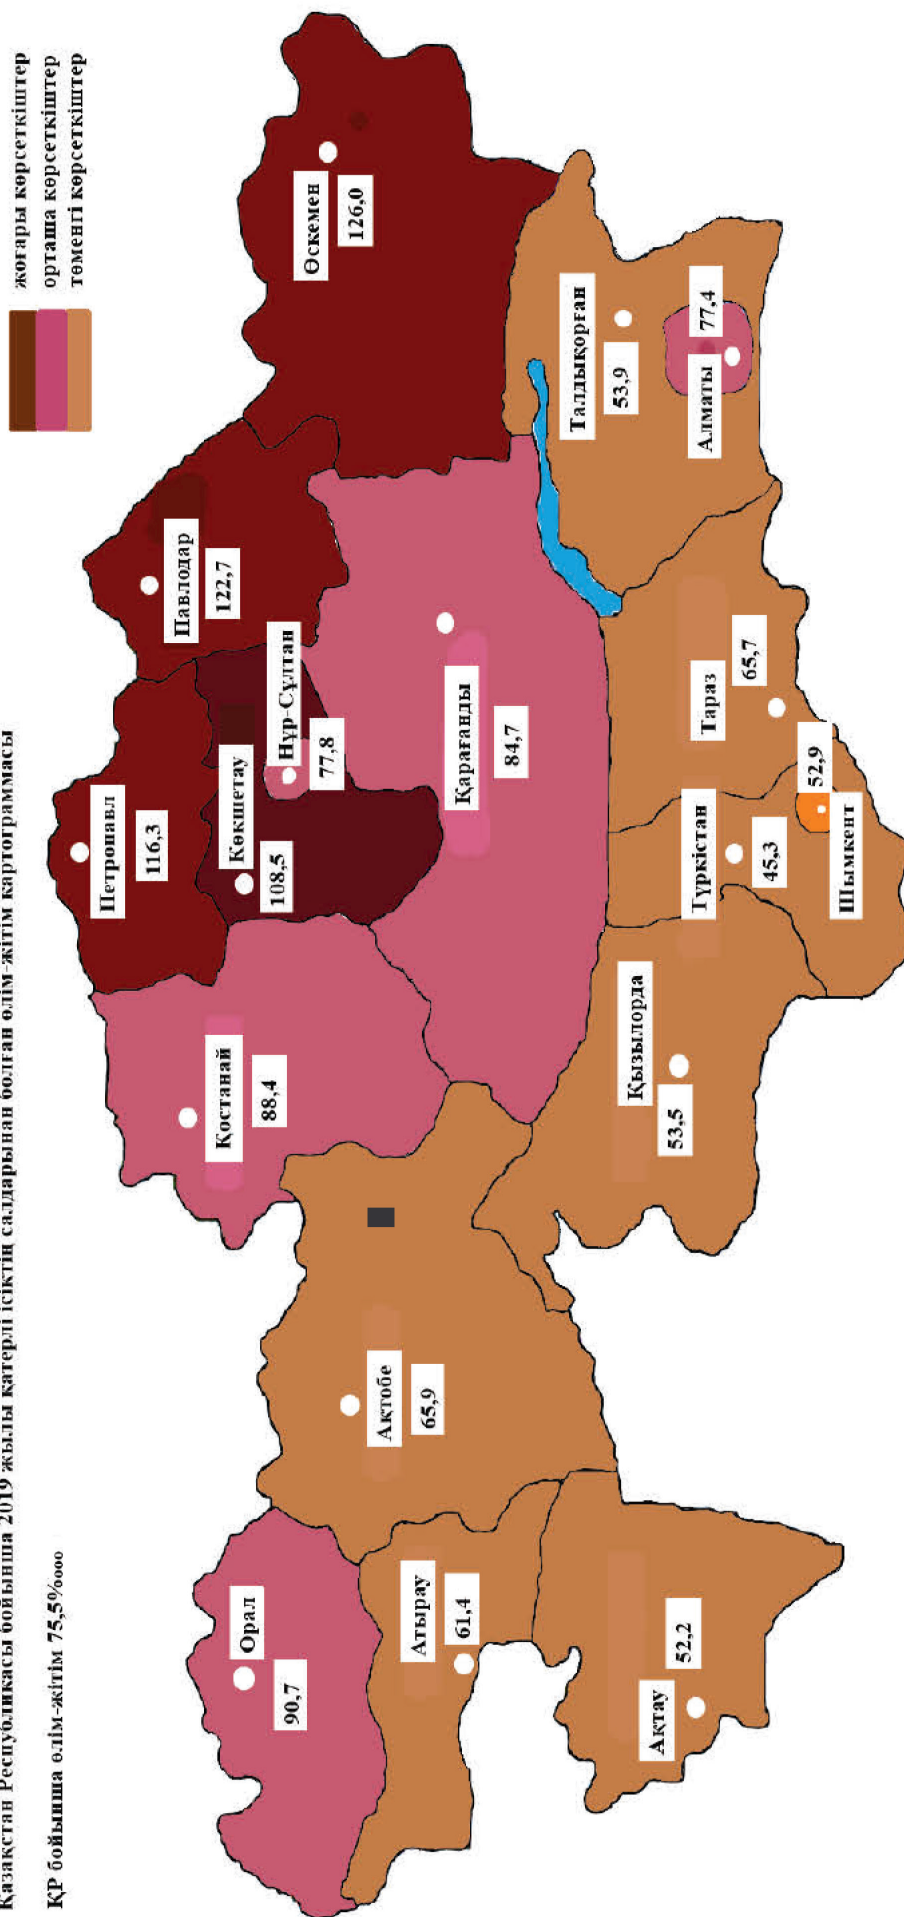 Қазақстан Республикасы бойынша 2019 жылы қатерлі ісіктің салдарынан болған өлім-жітім картограммасы
ҚР бойынша өлім-жітім 75,5%ооо
жоғары көрсеткіштер
орташа көрсеткіштер
төменгі көрсеткіштер
Петропавл
116,3
Павлодар
122,7
Көкшетау
108,5
Нұр-Сұлтан
77,8
Қостанай
88,4
Өскемен
126,0
Орал
90,7
Ақтөбе
65,9
Қарағанды
84,7
Атырау
61,4
Талдықорған
53,9
Қызылорда
53,5
Ақтау
52,2
Түркістан
45,3
Тараз
65,7
Алматы
77,4
Шымкент
52,9